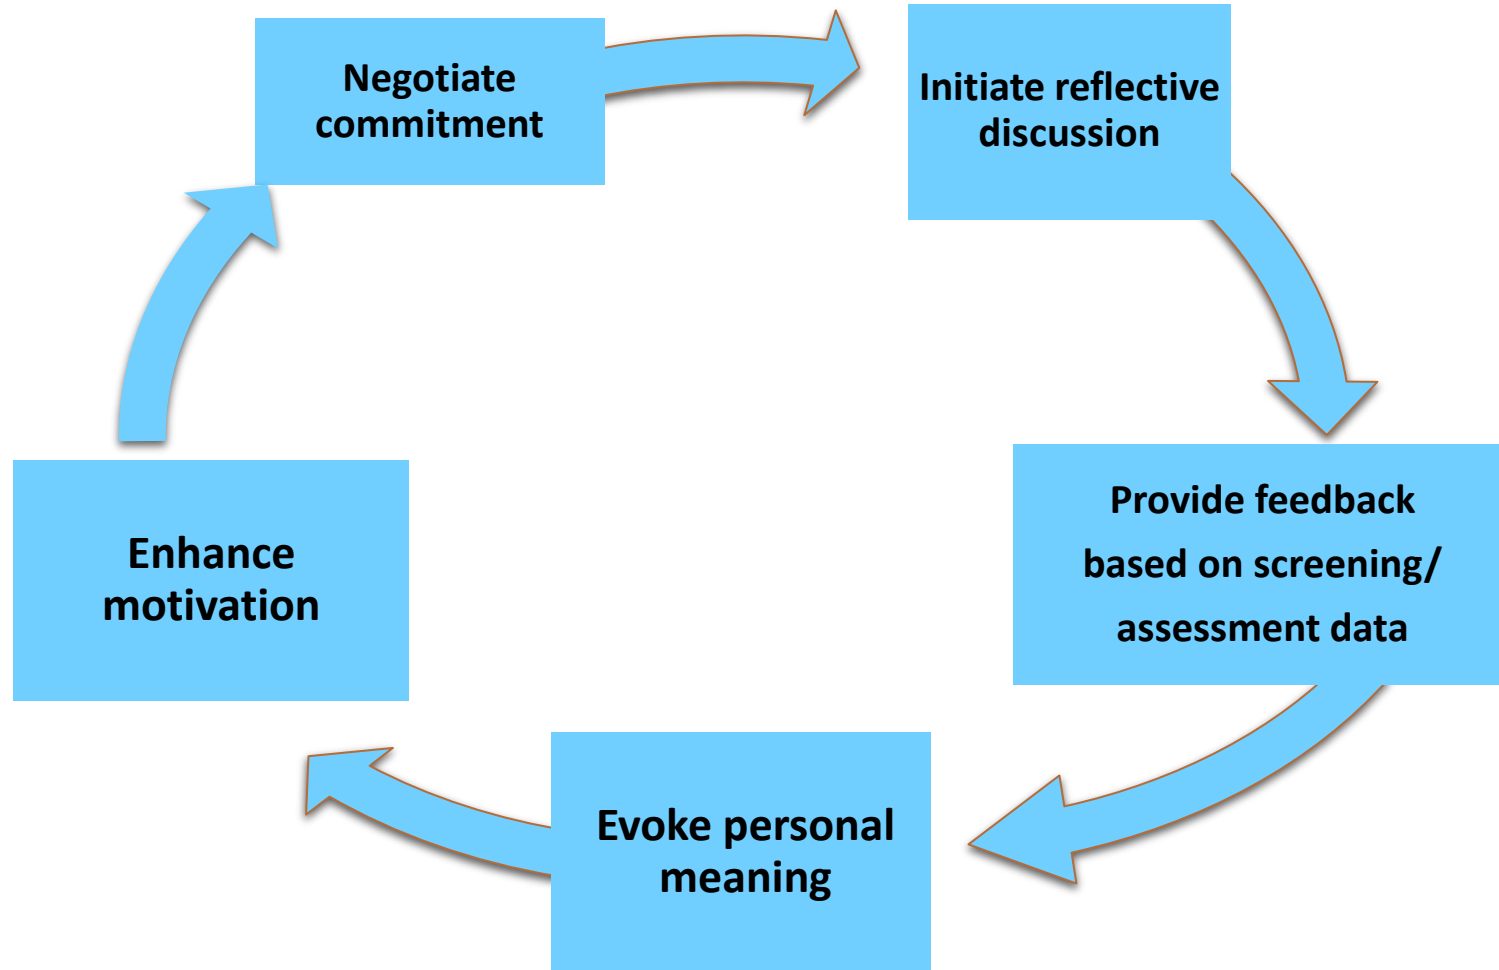 Negotiate
commitment
Initiate reflective
discussion
Provide feedback
based on screening/
assessment data
Evoke personal
meaning
Enhance
motivation